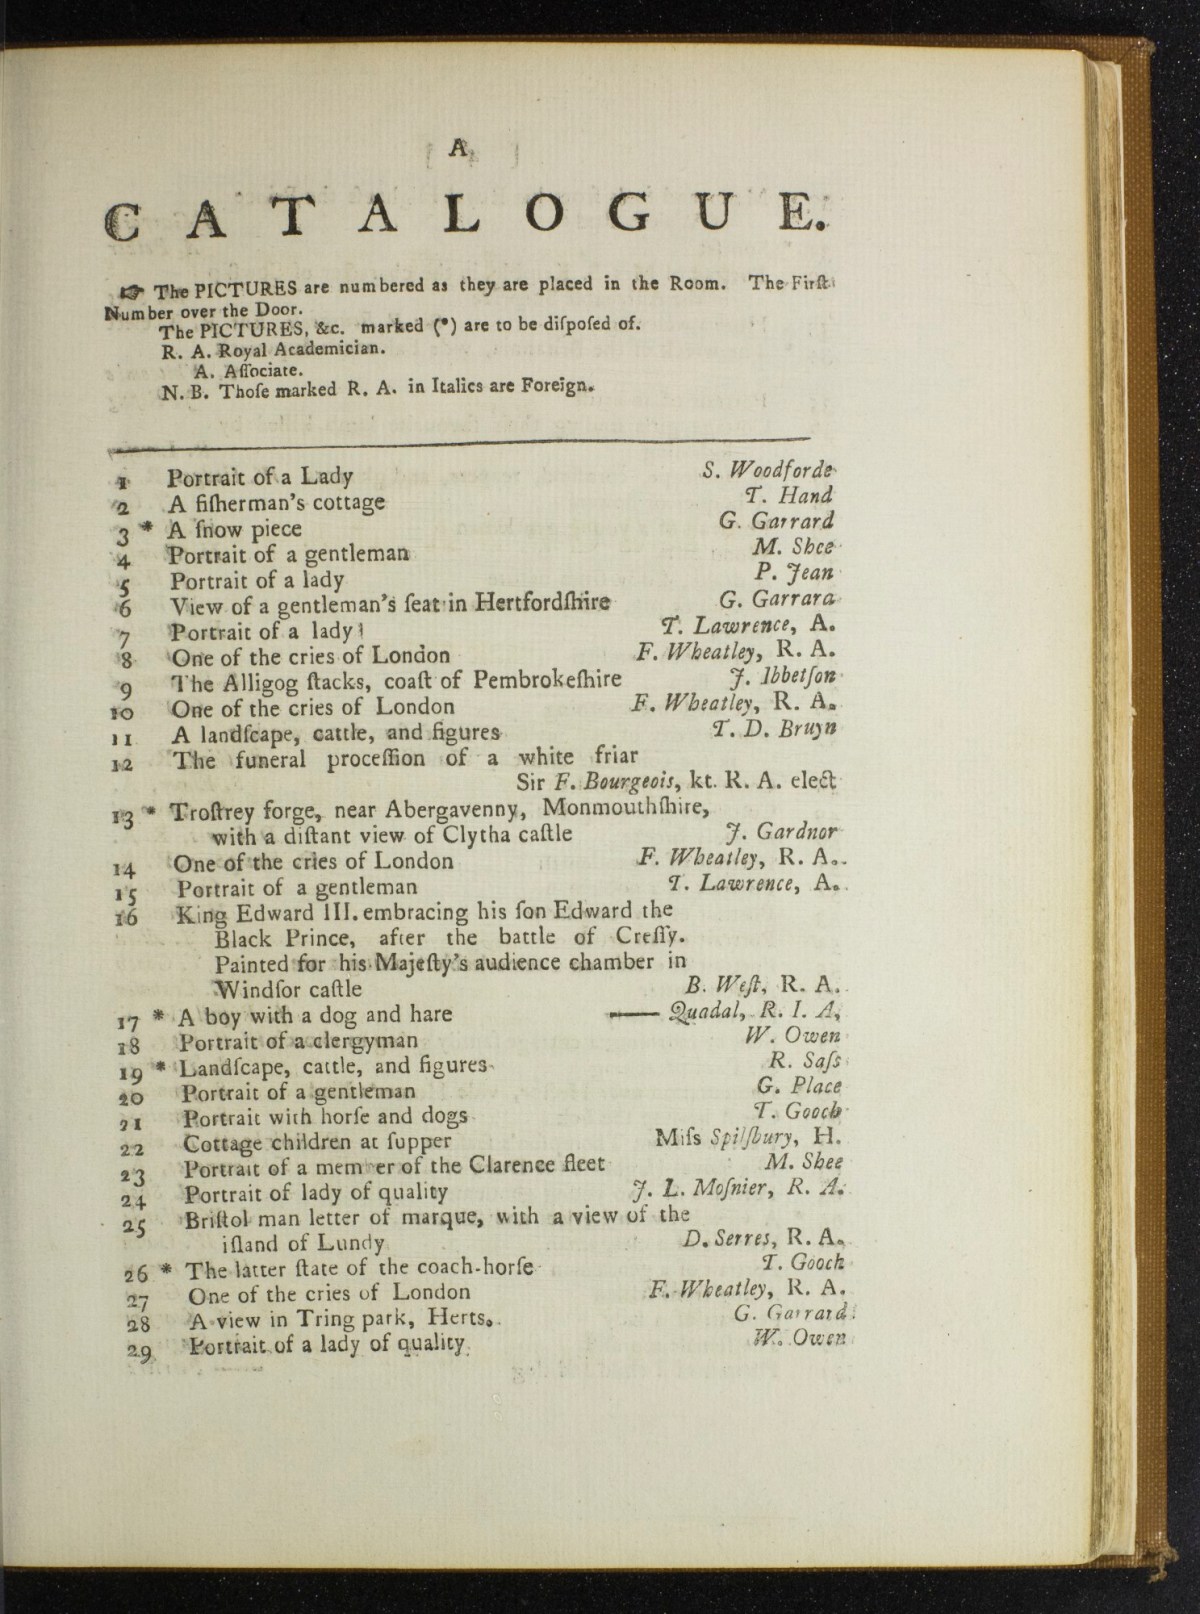 A
CATALOGUE.
☞ The PICTURES are numbered as they are placed in the Room. The Firſt
Number over the Door.
The PICTURES, &c. marked (*) are to be diſpoſed of.
R. A. Royal Academician.
A. Aſſociate.
N. B. Thoſe marked R. A. in Italics are Foreign.
1 Portrait of a Lady S. Woodforde
2 A fiſherman's cottage T. Hand
3 * A ſnow piece G. Garrard
4 Portrait of a gentleman M. Shee
5 Portrait of a lady P. Jean
6 View of a gentleman's ſeat in Hertfordſhire G. Garrara
7 Portrait of a lady T. Lawrence, A.
8 One of the cries of London F. Wheatley, R. A.
9 The Alligog ſtacks, coaſt of Pembrokeſhire J. Ibbetſon
10 One of the cries of London F. Wheatley, R. A.
11 A landſcape, cattle, and figures T. D. Bruyn
12 The funeral proceſſion of a white friar
Sir F. Bourgeois, kt. R. A. elect
13 * Troſtrey forge, near Abergavenny, Monmouthſhire,
with a diſtant view of Clytha caſtle J. Gardnor
14 One of the cries of London F. Wheatley, R. A.
15 Portrait of a gentleman T. Lawrence, A.
16 King Edward III. embracing his ſon Edward the
Black Prince, after the battle of Creſſy.
Painted for his Majeſty's audience chamber in
Windſor caſtle B. Weſt, R. A.
17 * A boy with a dog and hare —— Quadal, R. I. A,
18 Portrait of a clergyman W. Owen
19 * Landſcape, cattle, and figures R. Saſs
20 Portrait of a gentleman G. Place
21 Portrait with horſe and dogs T. Gooch
22 Cottage children at ſupper Miſs Spilſbury, H.
23 Portrait of a mem er of the Clarence fleet M. Shee
24 Portrait of lady of quality J. L. Moſnier, R. A.
25 Briſtol man letter of marque, with a view of the
iſland of Lundy D. Serres, R. A.
26 * The latter ſtate of the coach-horſe T. Gooch
27 One of the cries of London F. Wheatley, R. A.
28 A view in Tring park, Herts. G. Garrard
29 Portrait of a lady of quality W. Owen